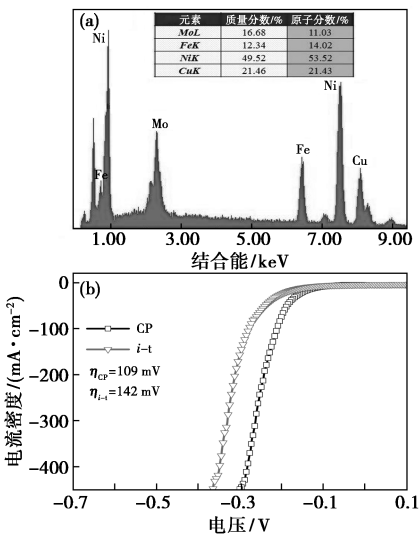 (a)
元素 质量分数/% 原子分数/%
MoL 16.68 11.03
FeK 12.34 14.02
NiK 49.52 53.52
CuK 21.46 21.43
Ni
Fe
Mo
Fe
Ni
Cu
1.00 3.00 5.00 7.00 9.00
结合能/keV
(b)
CP
i-t
ηCP=109 mV
ηi-t=142 mV
0
-100
-200
-300
-400
电流密度/(mA·cm-2)
-0.7 -0.5 -0.3 -0.1 0.1
电压/V